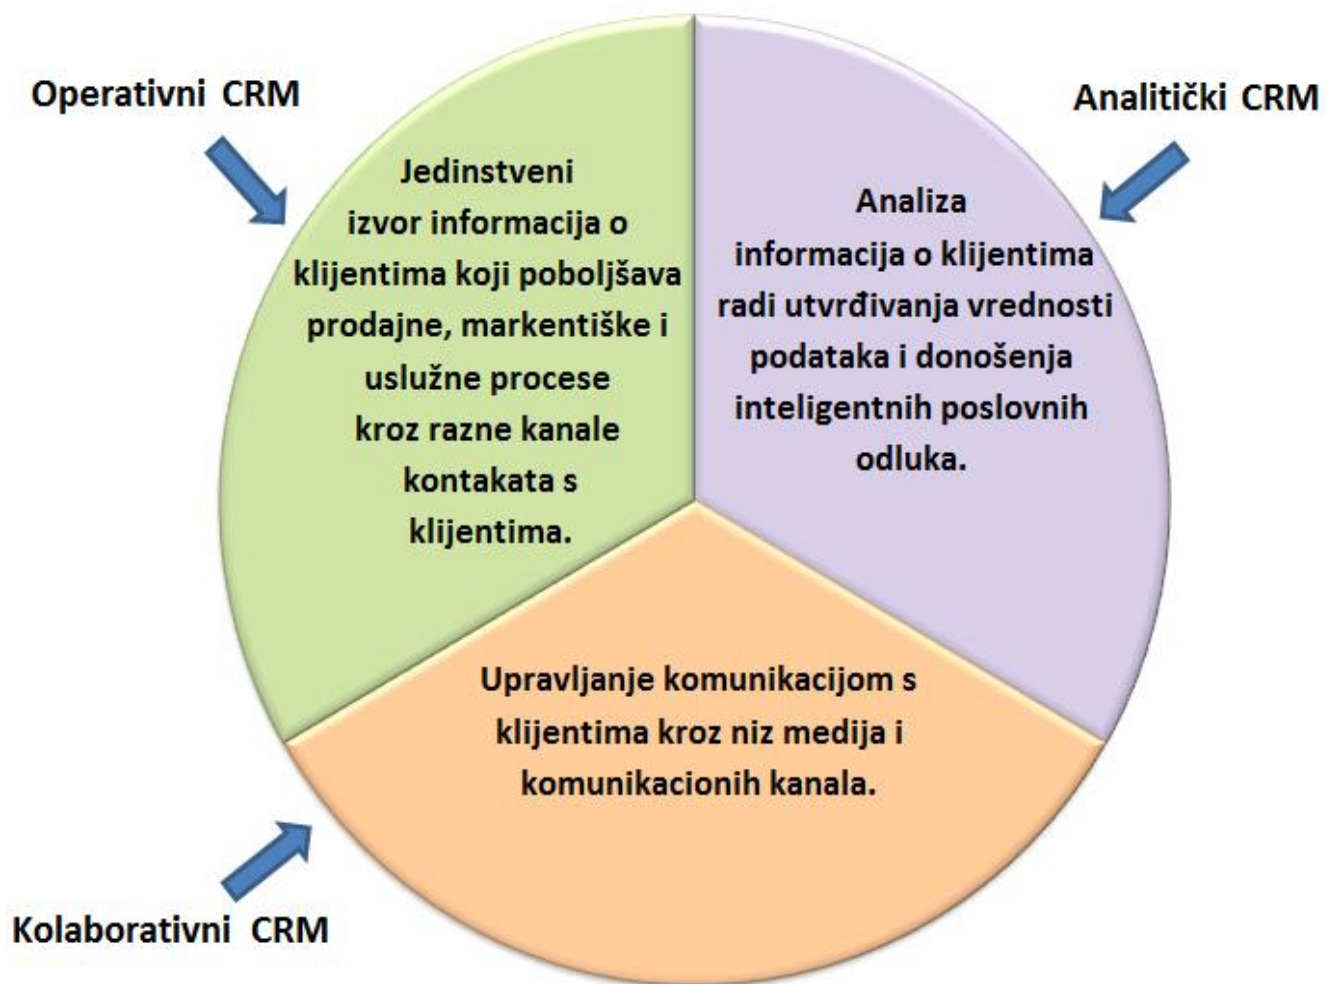 Operativni CRM
Analitički CRM
Jedinstveni
izvor informacija o
klijentima koji poboljšava
prodajne, markentiške i
uslužne procese
kroz razne kanale
kontakata s
klijentima.
Analiza
informacija o klijentima
radi utvrđivanja vrednosti
podataka i donošenja
inteligentnih poslovnih
odluka.
Upravljanje komunikacijom s
klijentima kroz niz medija i
komunikacionih kanala.
Kolaborativni CRM